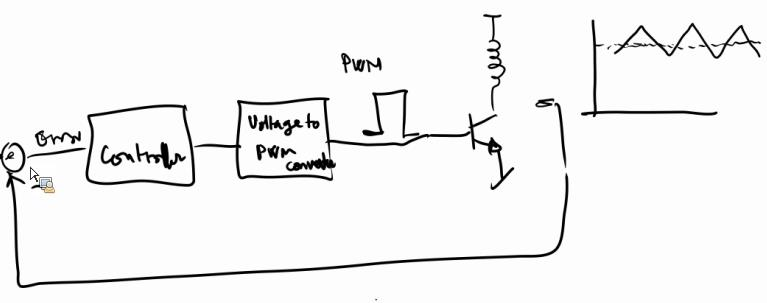 e
Error
Controller
Voltage to
PWM
converter
PWM